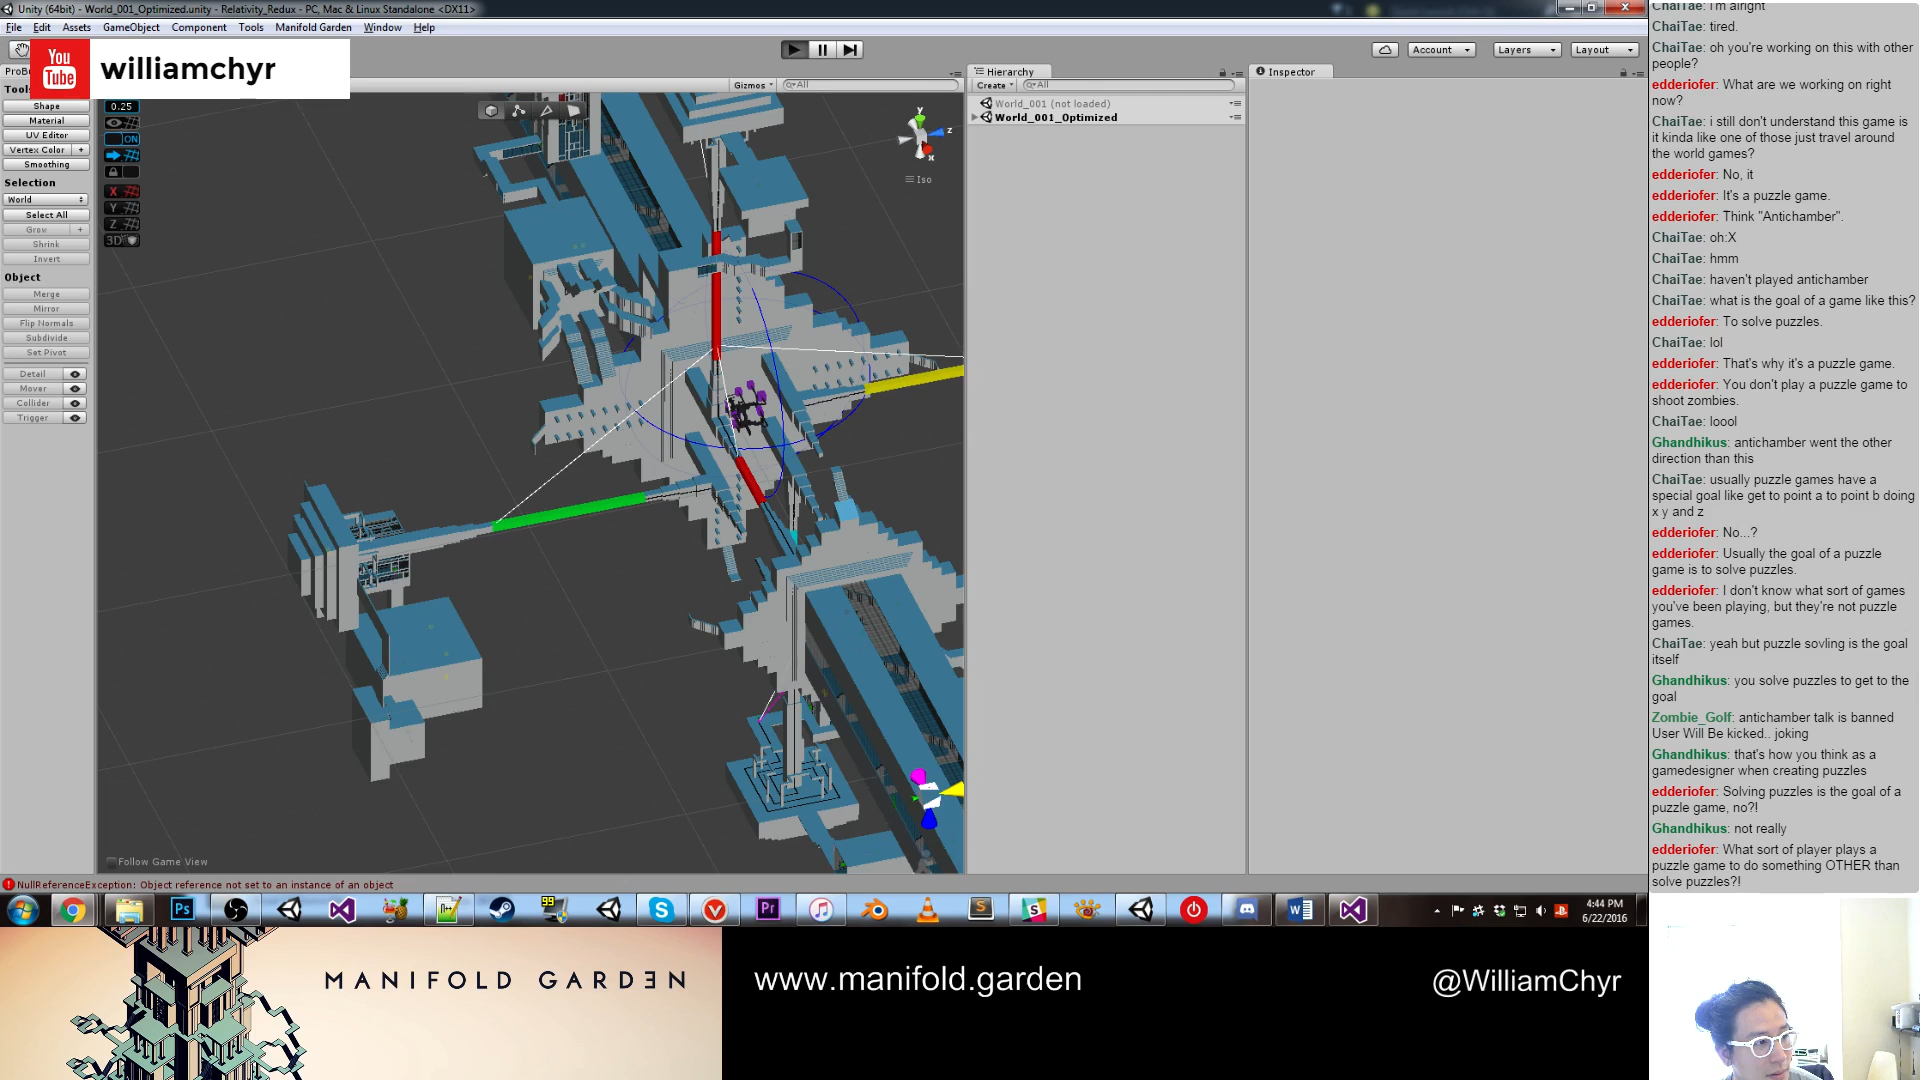 Unity (64bit) - World_001_Optimized.unity - Relativity_Redux - PC, Mac & Linux Standalone <DX11>
File Edit Assets GameObject Component Tools Manifold Garden Window Help
You Tube williamchyr
Account Layers Layout
ProBu
Tools
Shape
Material
UV Editor
Vertex Color +
Smoothing
Selection
World
Select All
Grow +
Shrink
Invert
Object
Merge
Mirror
Flip Normals
Subdivide
Set Pivot
Detail
Mover
Collider
Trigger
0.25
ON
X
Y
Z
3D
Gizmos All
y
z
x
Iso
Follow Game View
Hierarchy
Create All
World_001 (not loaded)
World_001_Optimized
Inspector
NullReferenceException: Object reference not set to an instance of an object
4:44 PM
6/22/2016
ChaiTae: i'm alright
ChaiTae: tired.
ChaiTae: oh you're working on this with other
people?
edderiofer: What are we working on right
now?
ChaiTae: i still don't understand this game is
it kinda like one of those just travel around
the world games?
edderiofer: No, it
edderiofer: It's a puzzle game.
edderiofer: Think "Antichamber".
ChaiTae: oh:X
ChaiTae: hmm
ChaiTae: haven't played antichamber
ChaiTae: what is the goal of a game like this?
edderiofer: To solve puzzles.
ChaiTae: lol
edderiofer: That's why it's a puzzle game.
edderiofer: You don't play a puzzle game to
shoot zombies.
ChaiTae: loool
Ghandhikus: antichamber went the other
direction than this
ChaiTae: usually puzzle games have a
special goal like get to point a to point b doing
x y and z
edderiofer: No...?
edderiofer: Usually the goal of a puzzle
game is to solve puzzles.
edderiofer: I don't know what sort of games
you've been playing, but they're not puzzle
games.
ChaiTae: yeah but puzzle sovling is the goal
itself
Ghandhikus: you solve puzzles to get to the
goal
Zombie_Golf: antichamber talk is banned
User Will Be kicked.. joking
Ghandhikus: that's how you think as a
gamedesigner when creating puzzles
edderiofer: Solving puzzles is the goal of a
puzzle game, no?!
Ghandhikus: not really
edderiofer: What sort of player plays a
puzzle game to do something OTHER than
solve puzzles?!
MANIFOLD GARDEN
www.manifold.garden
@WilliamChyr